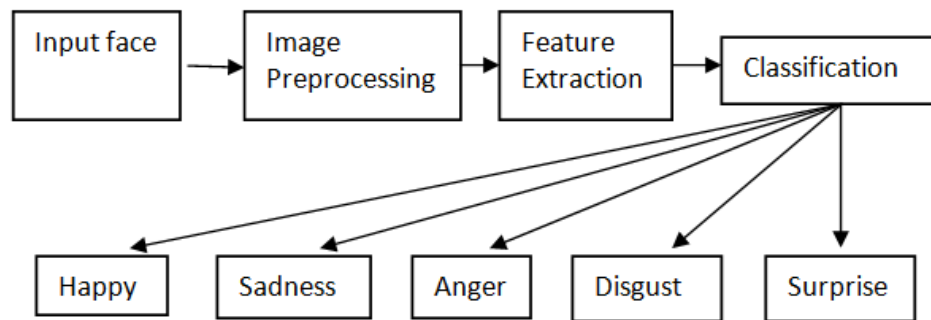 Input face
Image
Preprocessing
Feature
Extraction
Classification
Happy
Sadness
Anger
Disgust
Surprise